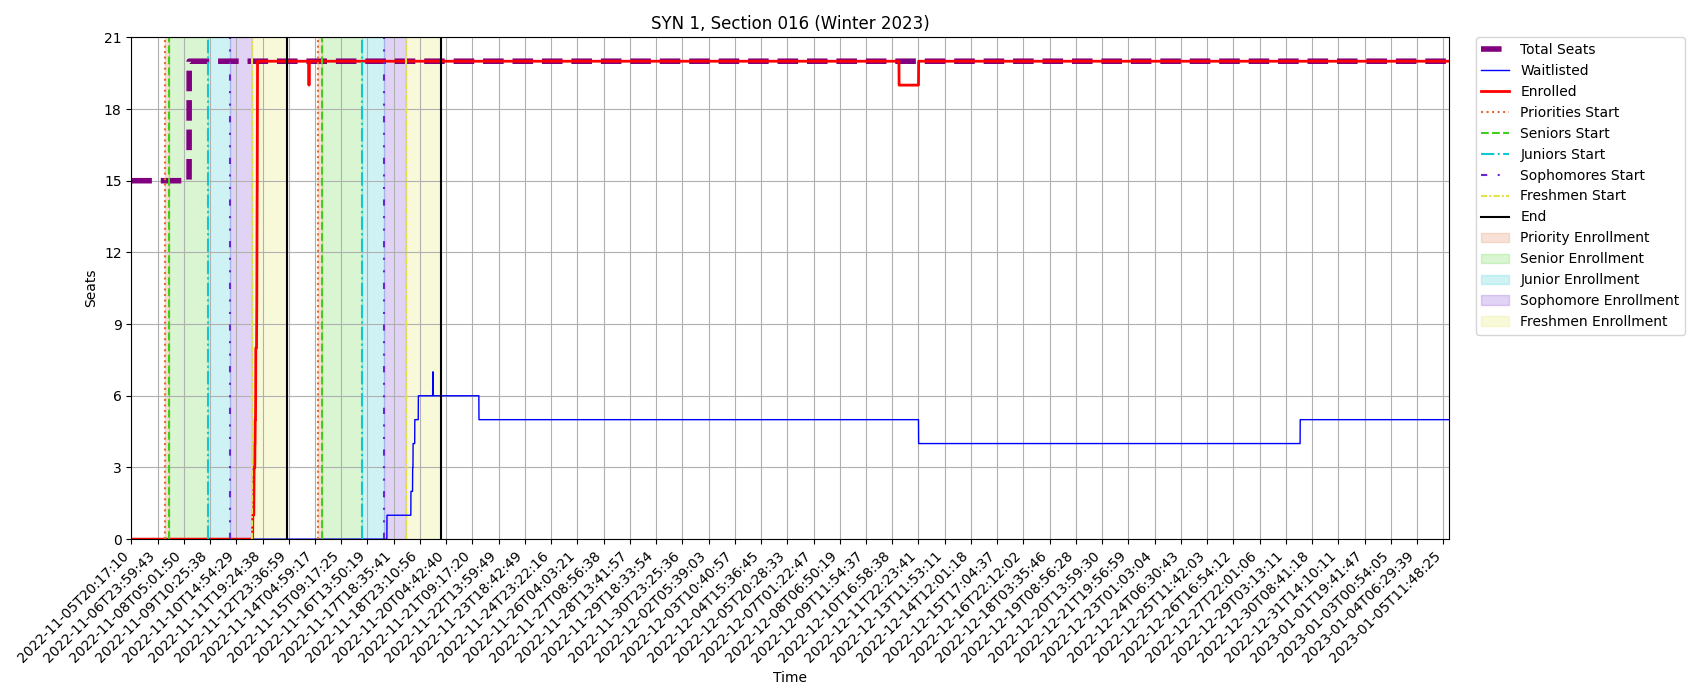 SYN 1, Section 016 (Winter 2023)
21
18
15
12
9
6
3
0
Seats
2022-11-05T20:17:10
2022-11-06T23:59:43
2022-11-08T05:01:50
2022-11-09T10:25:38
2022-11-10T14:54:29
2022-11-11T19:24:38
2022-11-12T23:36:59
2022-11-14T04:59:17
2022-11-15T09:17:25
2022-11-16T13:50:19
2022-11-17T18:35:41
2022-11-18T23:10:56
2022-11-20T04:42:40
2022-11-21T09:17:20
2022-11-22T13:59:49
2022-11-23T18:42:49
2022-11-24T23:22:16
2022-11-26T04:03:21
2022-11-27T08:56:38
2022-11-28T13:41:57
2022-11-29T18:33:54
2022-11-30T23:25:36
2022-12-02T05:39:03
2022-12-03T10:40:57
2022-12-04T15:36:45
2022-12-05T20:28:33
2022-12-07T01:22:47
2022-12-08T06:50:19
2022-12-09T11:54:37
2022-12-10T16:58:38
2022-12-11T22:23:41
2022-12-13T11:53:11
2022-12-14T12:01:18
2022-12-15T17:04:37
2022-12-16T22:12:02
2022-12-18T03:35:46
2022-12-19T08:56:28
2022-12-20T13:59:30
2022-12-21T19:56:59
2022-12-23T01:03:04
2022-12-24T06:30:43
2022-12-25T11:42:03
2022-12-26T16:54:12
2022-12-27T22:01:06
2022-12-29T03:13:11
2022-12-30T08:41:18
2022-12-31T14:10:11
2023-01-01T19:41:47
2023-01-03T00:54:05
2023-01-04T06:29:39
2023-01-05T11:48:25
Time
Total Seats
Waitlisted
Enrolled
Priorities Start
Seniors Start
Juniors Start
Sophomores Start
Freshmen Start
End
Priority Enrollment
Senior Enrollment
Junior Enrollment
Sophomore Enrollment
Freshmen Enrollment